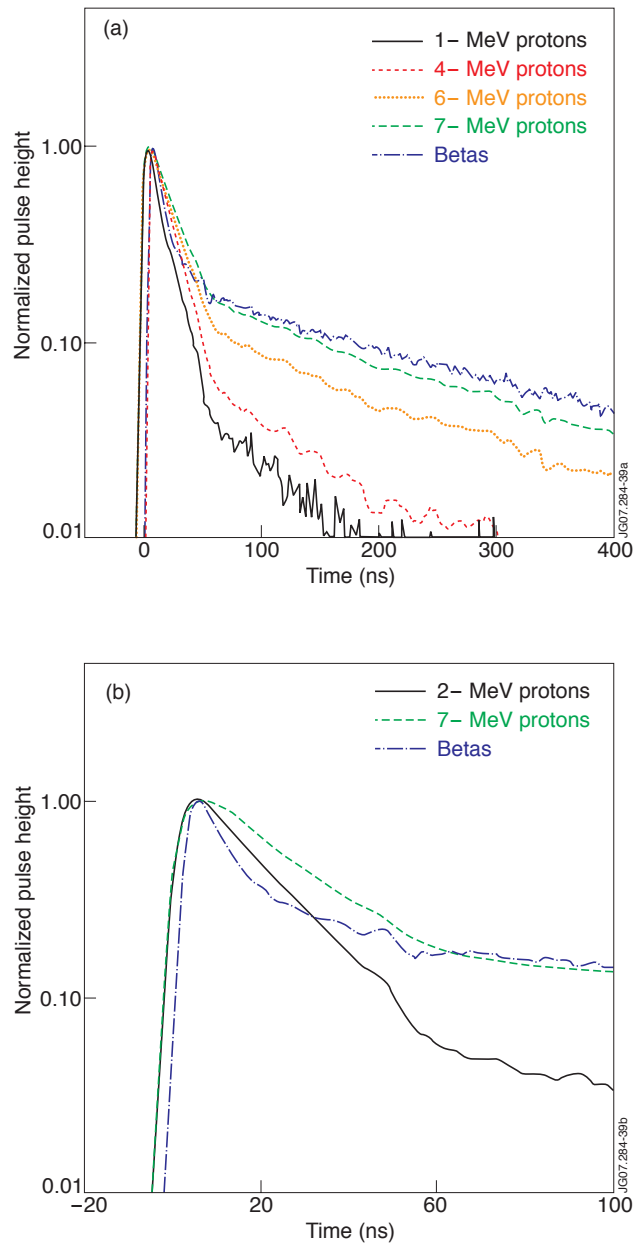 (a)
1– MeV protons
4– MeV protons
6– MeV protons
7– MeV protons
Betas
Normalized pulse height
1.00
0.10
0.01
0
100
200
300
400
Time (ns)
JG07.284-39a
(b)
2– MeV protons
7– MeV protons
Betas
Normalized pulse height
1.00
0.10
0.01
–20
20
60
100
Time (ns)
JG07.284-39b